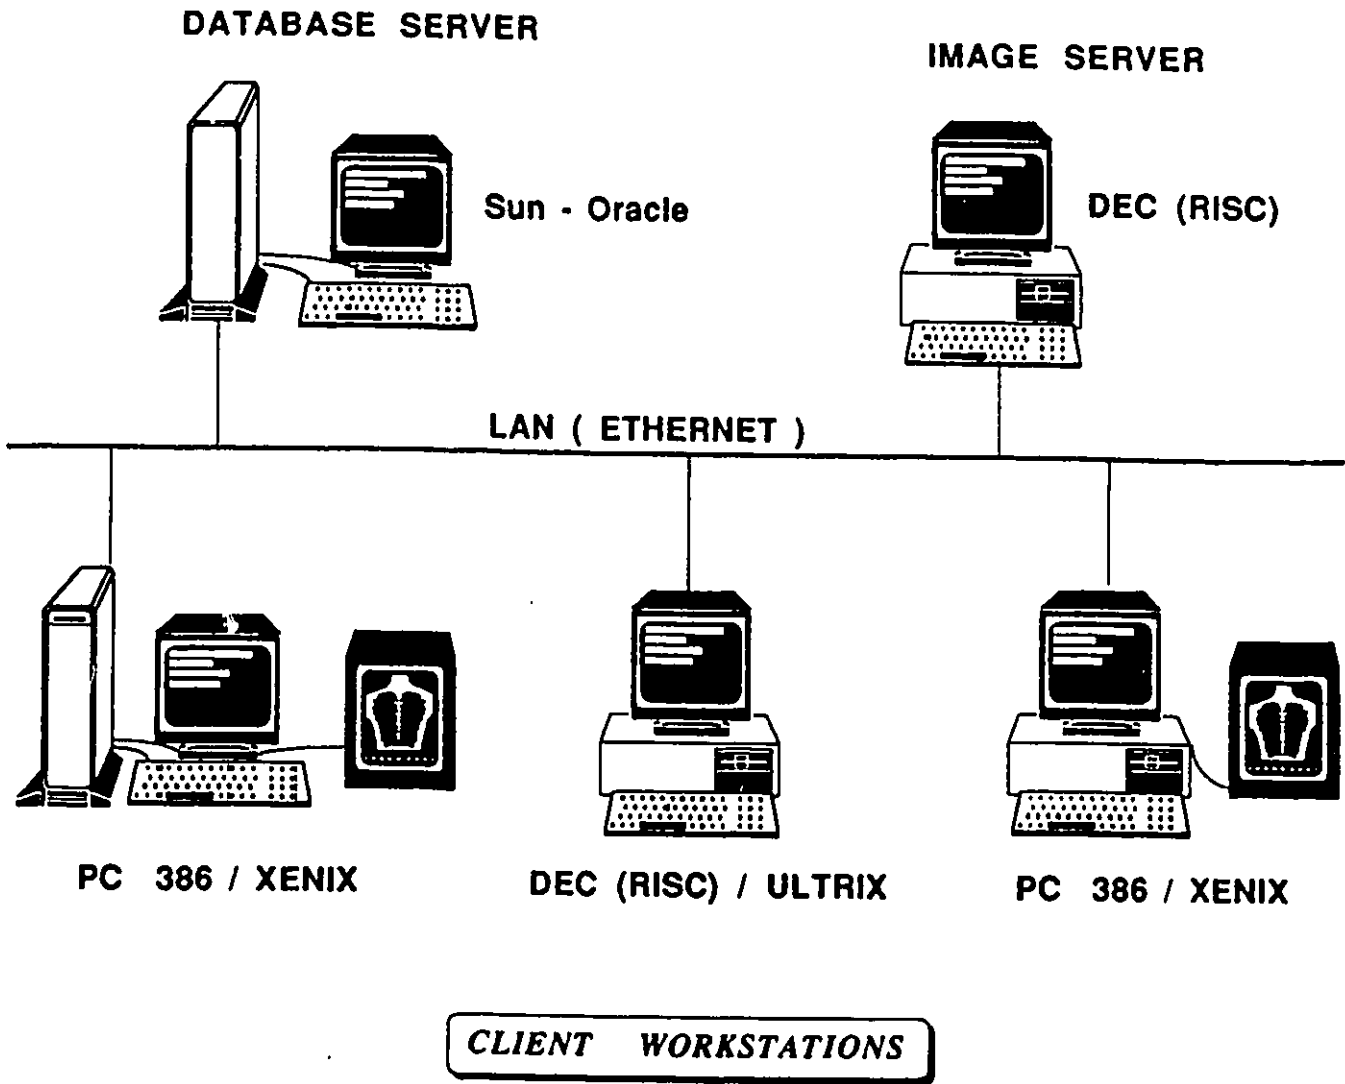 DATABASE SERVER
IMAGE SERVER
Sun - Oracle
DEC (RISC)
LAN ( ETHERNET )
PC 386 / XENIX
DEC (RISC) / ULTRIX
PC 386 / XENIX
CLIENT WORKSTATIONS